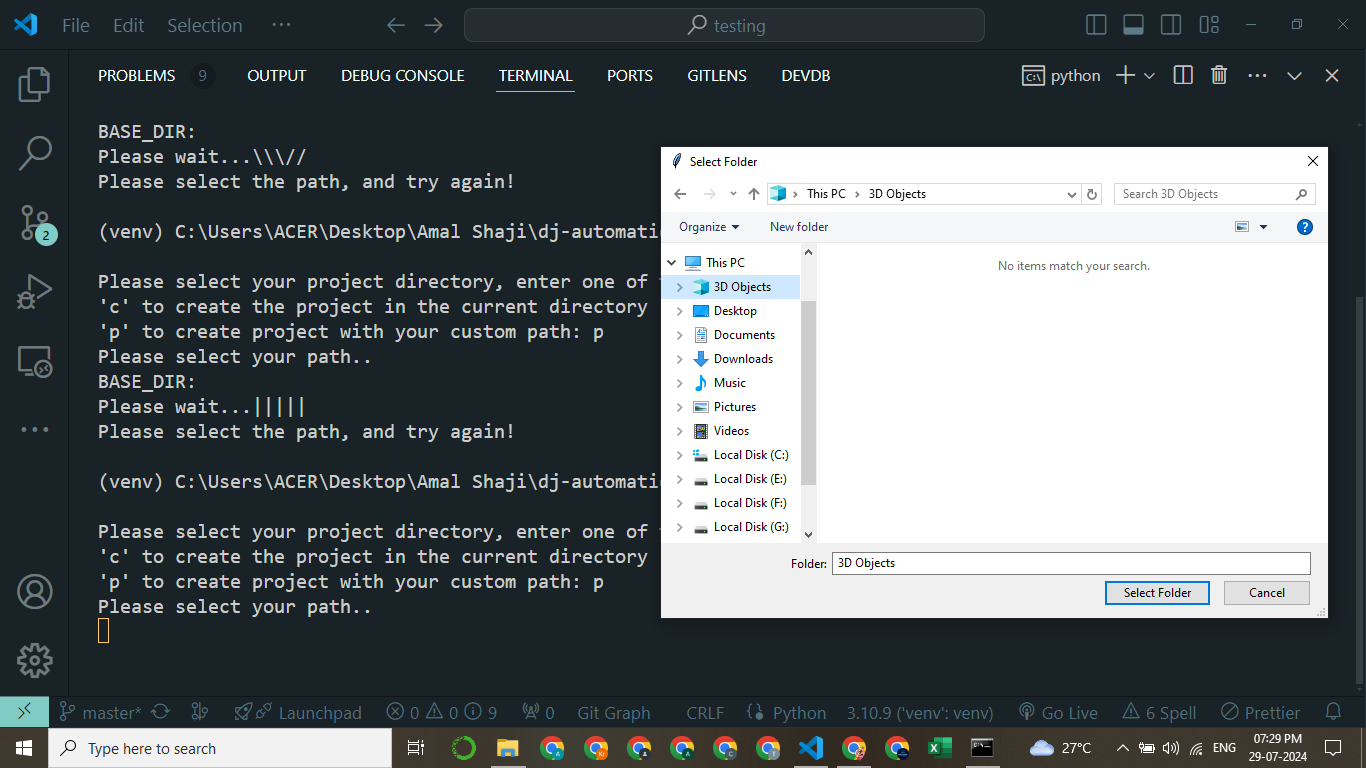 File Edit Selection ··· testing
PROBLEMS 9 OUTPUT DEBUG CONSOLE TERMINAL PORTS GITLENS DEVDB python
BASE_DIR:
Please wait...\\\//
Please select the path, and try again!
(venv) C:\Users\ACER\Desktop\Amal Shaji\dj-automati
Please select your project directory, enter one of
'c' to create the project in the current directory
'p' to create project with your custom path: p
Please select your path..
BASE_DIR:
Please wait...|||||
Please select the path, and try again!
(venv) C:\Users\ACER\Desktop\Amal Shaji\dj-automati
Please select your project directory, enter one of
'c' to create the project in the current directory
'p' to create project with your custom path: p
Please select your path..
2
Select Folder
This PC > 3D Objects
Search 3D Objects
Organize New folder
This PC
3D Objects
Desktop
Documents
Downloads
Music
Pictures
Videos
Local Disk (C:)
Local Disk (E:)
Local Disk (F:)
Local Disk (G:)
No items match your search.
Folder: 3D Objects
Select Folder Cancel
master* Launchpad 0 0 9 0 Git Graph CRLF Python 3.10.9 ('venv': venv) Go Live 6 Spell Prettier
Type here to search
27°C ENG
07:29 PM
29-07-2024